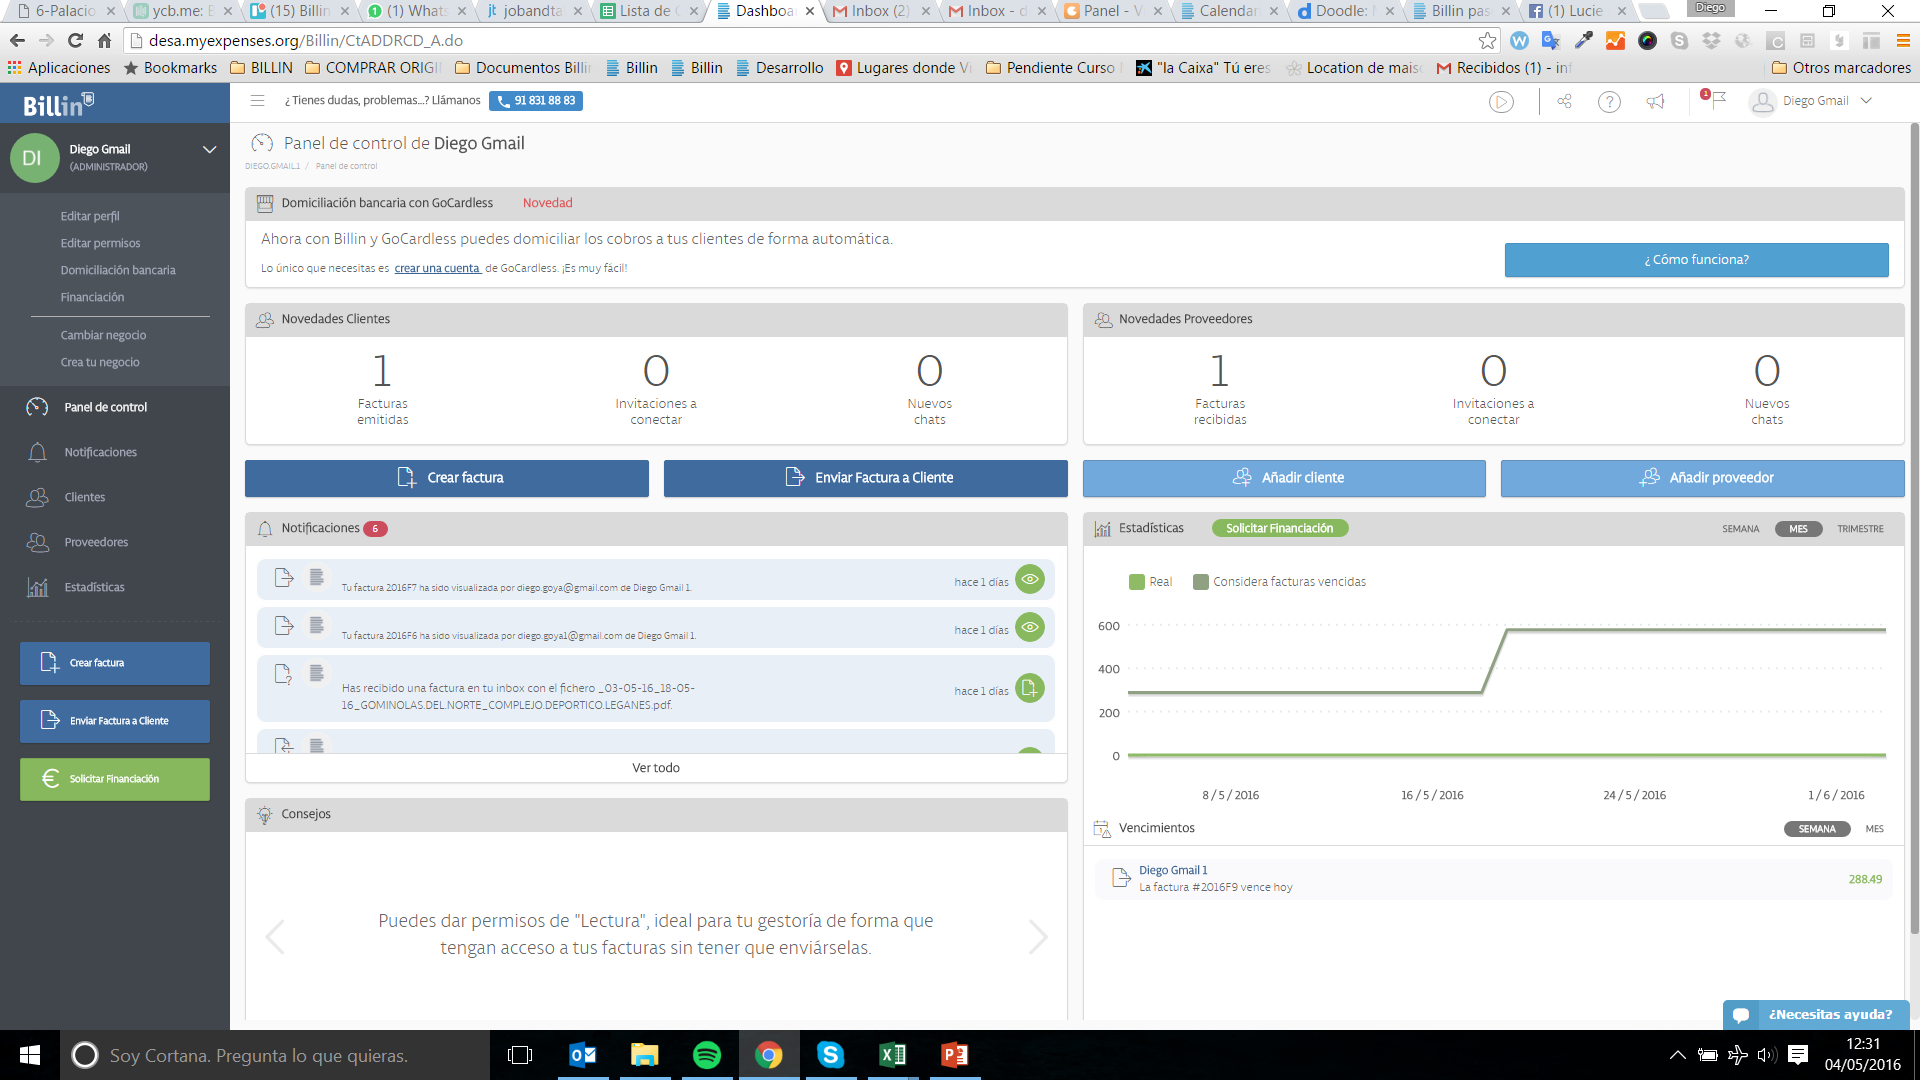 6-Palacio
ycb.me: B
(15) Billin
(1) Whats
jobandta
Lista de C
Dashboa
Inbox (2)
Inbox - d
Panel - V
Calendar
Doodle: N
Billin pas
(1) Lucie
Diego
desa.myexpenses.org/Billin/CtADDRCD_A.do
Aplicaciones
Bookmarks
BILLIN
COMPRAR ORIGI
Documentos Billi
Billin
Billin
Desarrollo
Lugares donde Vi
Pendiente Curso
"la Caixa" Tú eres
Location de mais
Recibidos (1) - inf
Otros marcadores
Billin
¿Tienes dudas, problemas...? Llámanos
91 831 88 83
1
Diego Gmail
DI
Diego Gmail
(ADMINISTRADOR)
Editar perfil
Editar permisos
Domiciliación bancaria
Financiación
Cambiar negocio
Crea tu negocio
Panel de control
Notificaciones
Clientes
Proveedores
Estadísticas
Crear factura
Enviar Factura a Cliente
Solicitar Financiación
Panel de control de Diego Gmail
DIEGO.GMAIL1 / Panel de control
Domiciliación bancaria con GoCardless Novedad
Ahora con Billin y GoCardless puedes domiciliar los cobros a tus clientes de forma automática.
Lo único que necesitas es crear una cuenta de GoCardless. ¡Es muy fácil!
¿Cómo funciona?
Novedades Clientes
1
Facturas
emitidas
0
Invitaciones a
conectar
0
Nuevos
chats
Novedades Proveedores
1
Facturas
recibidas
0
Invitaciones a
conectar
0
Nuevos
chats
Crear factura
Enviar Factura a Cliente
Añadir cliente
Añadir proveedor
Notificaciones 6
Tu factura 2016F7 ha sido visualizada por diego.goya@gmail.com de Diego Gmail 1.
hace 1 días
Tu factura 2016F6 ha sido visualizada por diego.goya1@gmail.com de Diego Gmail 1.
hace 1 días
Has recibido una factura en tu inbox con el fichero _03-05-16_18-05-
16_GOMINOLAS.DEL.NORTE_COMPLEJO.DEPORTICO.LEGANES.pdf.
hace 1 días
Ver todo
Consejos
Puedes dar permisos de "Lectura", ideal para tu gestoría de forma que
tengan acceso a tus facturas sin tener que enviárselas.
Estadísticas
Solicitar Financiación
SEMANA MES TRIMESTRE
Real
Considera facturas vencidas
600
400
200
0
8 / 5 / 2016
16 / 5 / 2016
24 / 5 / 2016
1 / 6 / 2016
Vencimientos
SEMANA MES
Diego Gmail 1
La factura #2016F9 vence hoy
288.49
¿Necesitas ayuda?
Soy Cortana. Pregunta lo que quieras.
12:31
04/05/2016